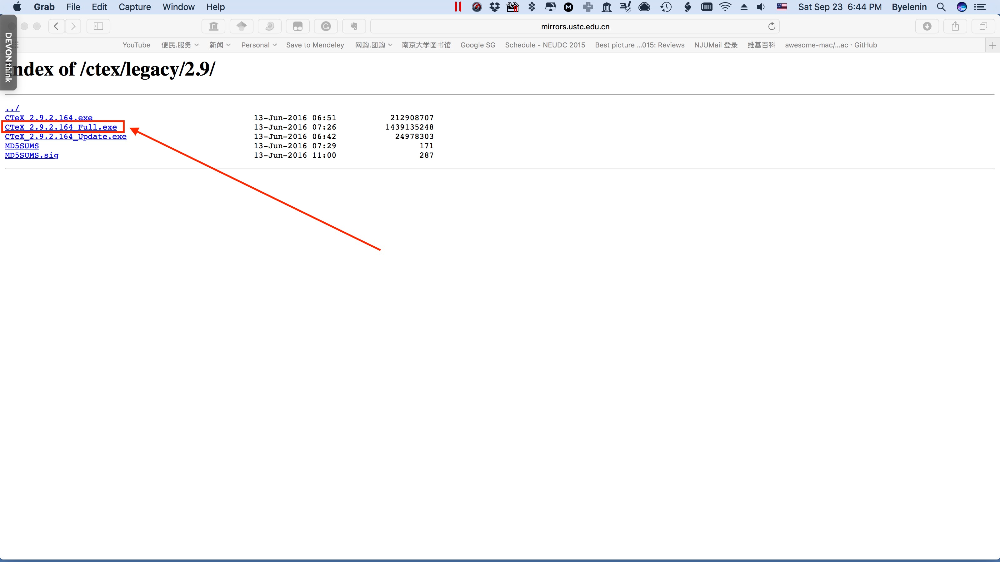 Grab File Edit Capture Window Help Sat Sep 23 6:44 PM Byelenin
mirrors.ustc.edu.cn
YouTube 便民.服务 新闻 Personal Save to Mendeley 网购.团购 南京大学图书馆 Google SG Schedule - NEUDC 2015 Best picture ...015: Reviews NJUMail 登录 维基百科 awesome-mac/...ac · GitHub
DEVONthink
Index of /ctex/legacy/2.9/
../
CTeX_2.9.2.164.exe 13-Jun-2016 06:51 212908707
CTeX_2.9.2.164_Full.exe 13-Jun-2016 07:26 1439135248
CTeX_2.9.2.164_Update.exe 13-Jun-2016 06:42 24978303
MD5SUMS 13-Jun-2016 07:29 171
MD5SUMS.sig 13-Jun-2016 11:00 287